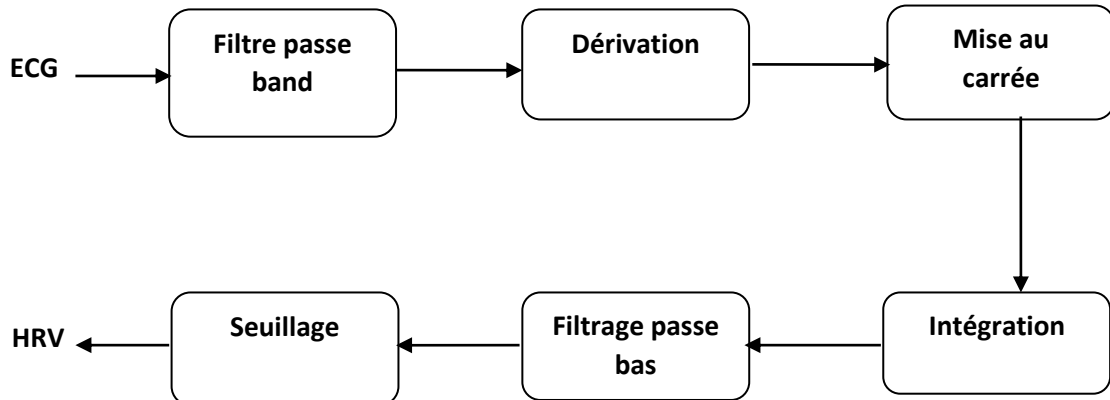 ECG
Filtre passe
band
Dérivation
Mise au
carrée
Intégration
Filtrage passe
bas
Seuillage
HRV